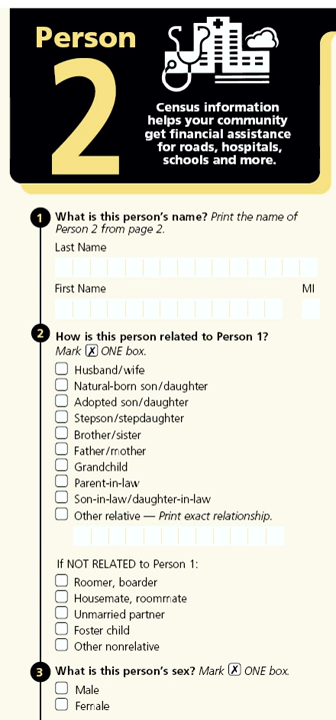 Person
2
Census information
helps your community
get financial assistance
for roads, hospitals,
schools and more.
1 What is this person's name? Print the name of
Person 2 from page 2.
Last Name
First Name MI
2 How is this person related to Person 1?
Mark X ONE box.
Husband/wife
Natural-born son/daughter
Adopted son/daughter
Stepson/stepdaughter
Brother/sister
Father/mother
Grandchild
Parent-in-law
Son-in-law/daughter-in-law
Other relative — Print exact relationship.
If NOT RELATED to Person 1:
Roomer, boarder
Housemate, roommate
Unmarried partner
Foster child
Other nonrelative
3 What is this person's sex? Mark X ONE box.
Male
Female